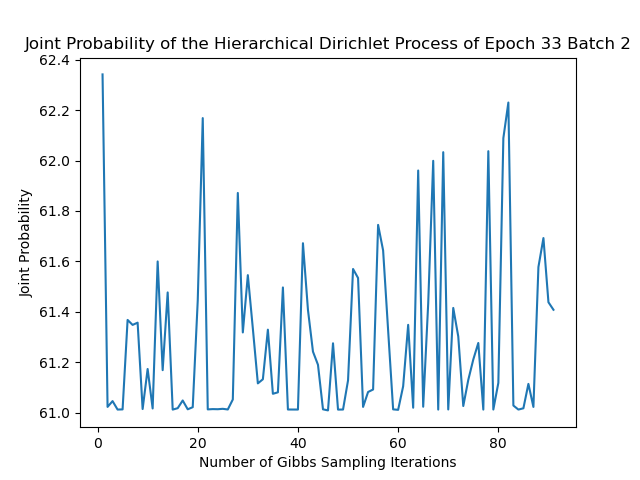 Joint Probability of the Hierarchical Dirichlet Process of Epoch 33 Batch 2
62.4
62.2
62.0
61.8
61.6
61.4
61.2
61.0
Joint Probability
0 20 40 60 80
Number of Gibbs Sampling Iterations